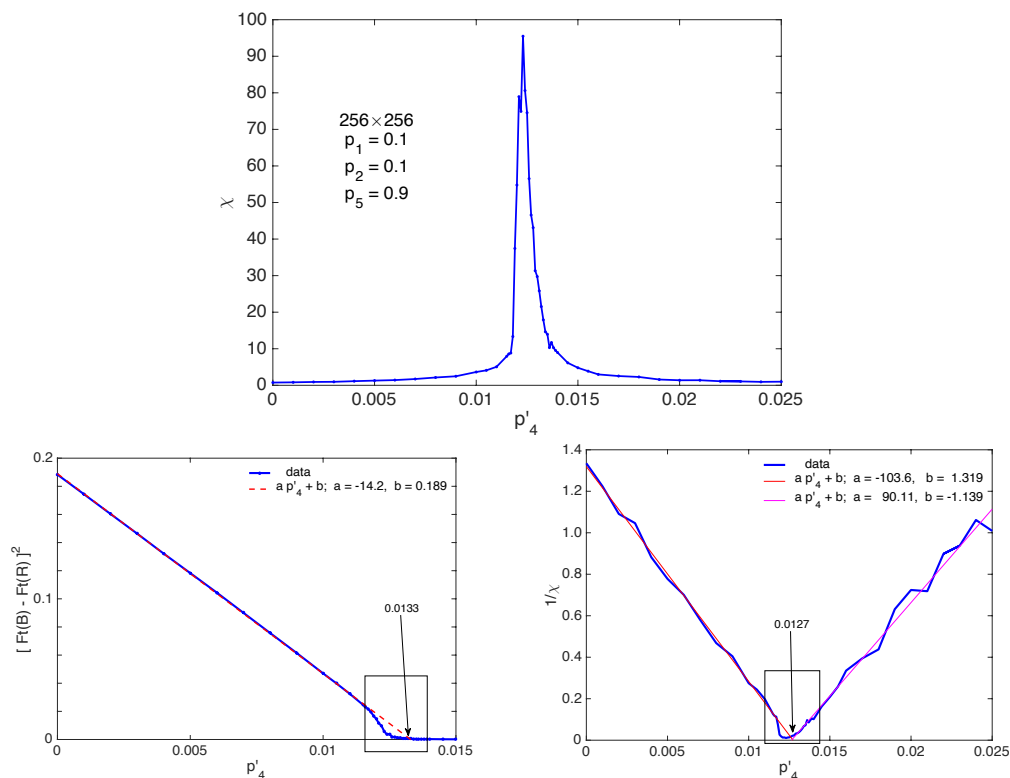 100
90
80
70
60
50
40
30
20
10
0
χ
256×256
p₁ = 0.1
p₂ = 0.1
p₅ = 0.9
0 0.005 0.01 0.015 0.02 0.025
p'₄
0.2
0.1
0
[ Ft(B) - Ft(R) ]²
data
a p'₄ + b; a = -14.2, b = 0.189
0.0133
0 0.005 0.01 0.015
p'₄
1.4
1.2
1.0
0.8
0.6
0.4
0.2
0
1/χ
data
a p'₄ + b; a = -103.6, b = 1.319
a p'₄ + b; a = 90.11, b = -1.139
0.0127
0 0.005 0.01 0.015 0.02 0.025
p'₄